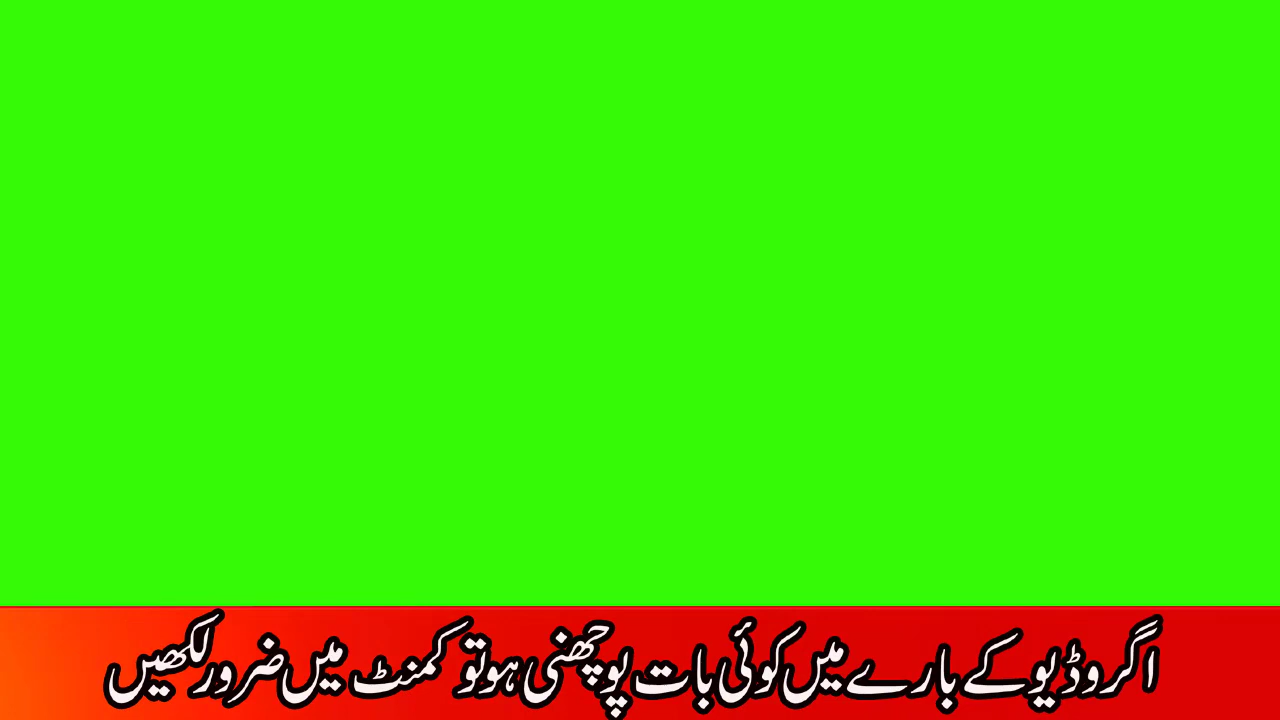 اگر وڈیو کے بارے میں کوئی بات پوچھنی ہو تو کمنٹ میں ضرور لکھیں